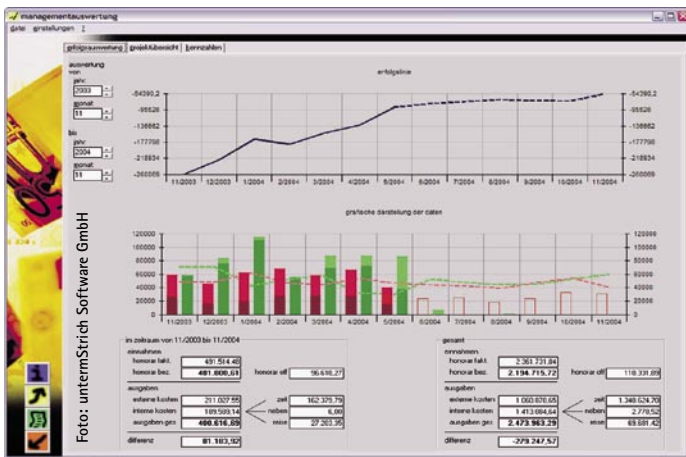 managementauswertung
datei einstellungen ?
erfolgsauswertung projektübersicht kennzahlen
auswertung
von
jahr
2003
monat
11
bis
jahr
2004
monat
11
erfolgslinie
-54290,2 -54290,2
-95526 -95526
-136662 -136662
-177798 -177798
-218934 -218934
-260069 -260069
11/2003 12/2003 1/2004 2/2004 3/2004 4/2004 5/2004 6/2004 7/2004 8/2004 9/2004 10/2004 11/2004
grafische darstellung der daten
120000 120000
100000 100000
80000 80000
60000 60000
40000 40000
20000 20000
0 0
11/2003 12/2003 1/2004 2/2004 3/2004 4/2004 5/2004 6/2004 7/2004 8/2004 9/2004 10/2004 11/2004
Foto: untermStrich Software GmbH
im zeitraum von 11/2003 bis 11/2004
einnahmen
honorar fakt. 491.514,48
honorar bez. 481.800,61 honorar off 96.618,27
ausgaben
externe kosten 211.027,55 zeit 162.379,79
interne kosten 189.589,14 neben 6,00
ausgaben ges 400.616,69 reise 27.203,35
differenz 81.183,92
gesamt
einnahmen
honorar fakt. 2.361.731,84
honorar bez. 2.194.715,72 honorar off 118.331,89
ausgaben
externe kosten 1.060.878,65 zeit 1.340.624,70
interne kosten 1.413.084,64 neben 2.778,52
ausgaben ges 2.473.963,29 reise 69.681,42
differenz -279.247,57